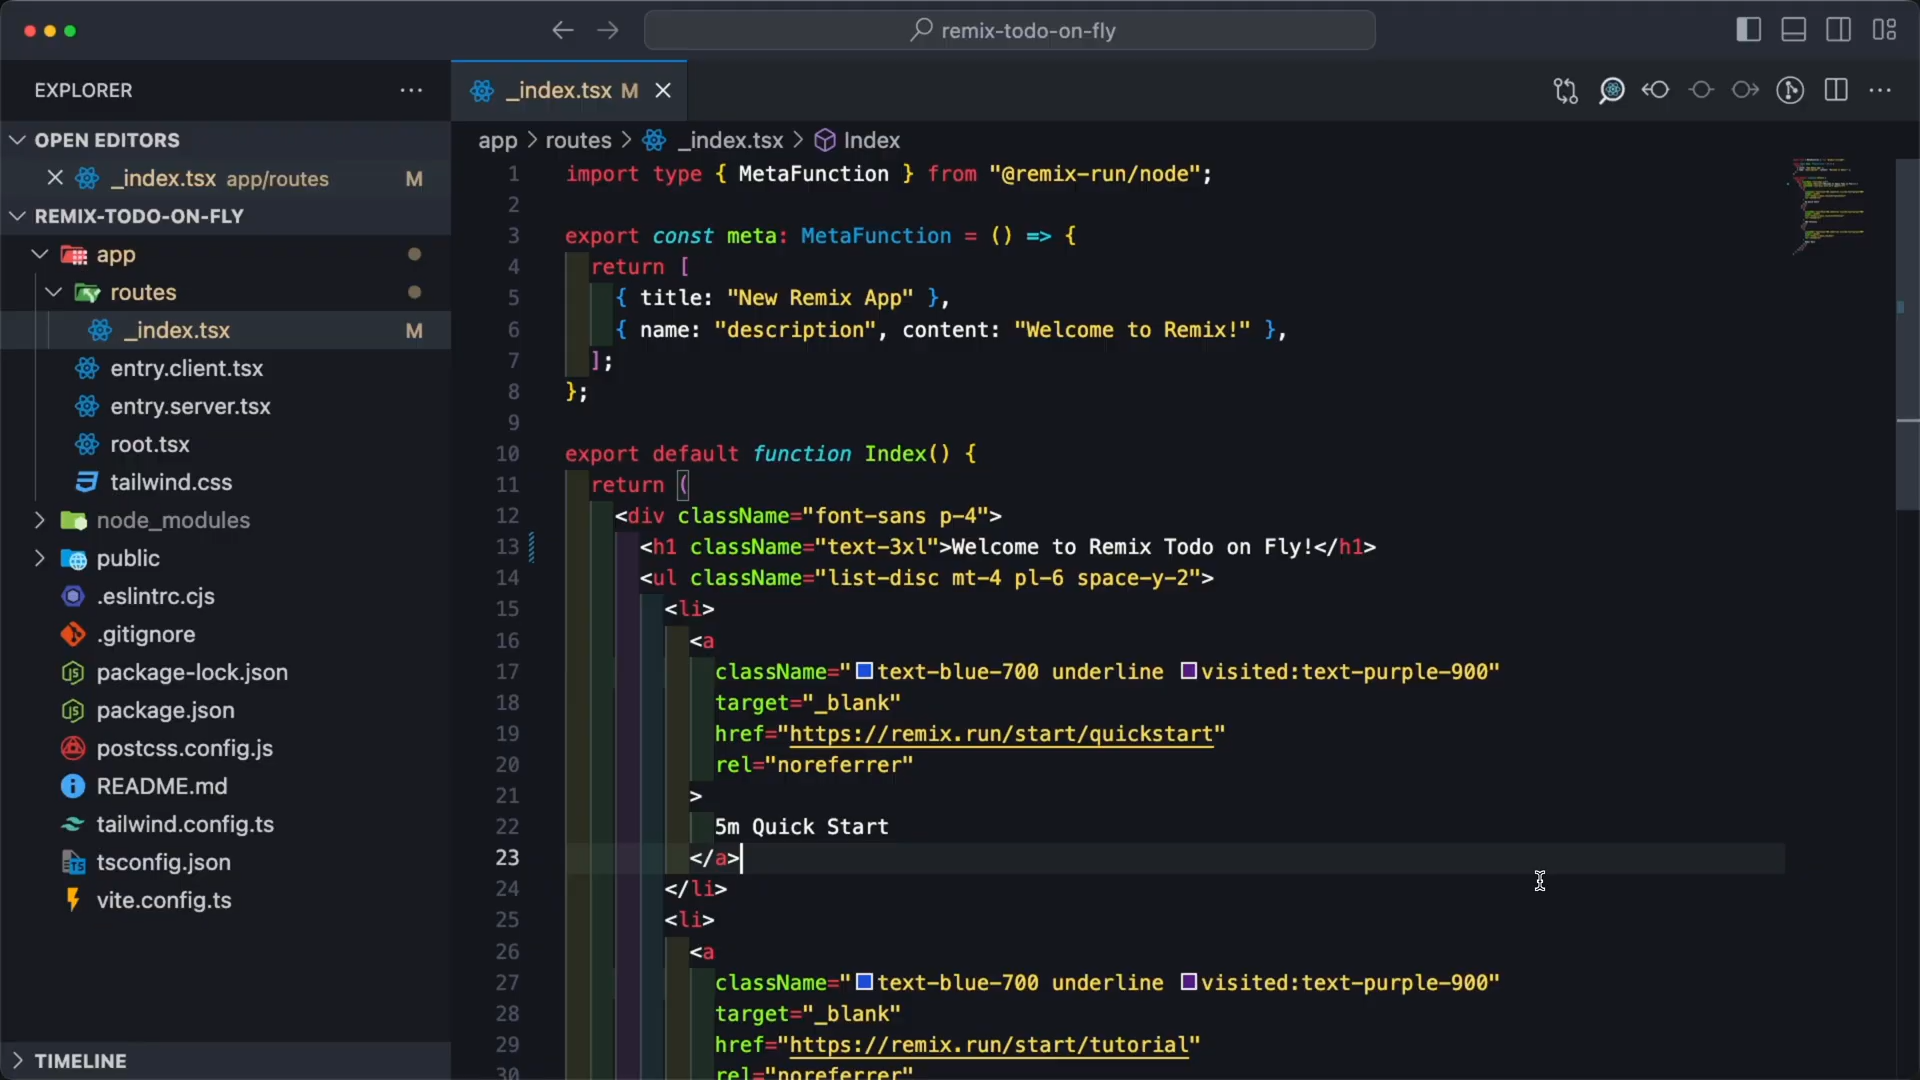 remix-todo-on-fly
EXPLORER
OPEN EDITORS
_index.tsx app/routes M
REMIX-TODO-ON-FLY
app
routes
_index.tsx M
entry.client.tsx
entry.server.tsx
root.tsx
tailwind.css
node_modules
public
.eslintrc.cjs
.gitignore
package-lock.json
package.json
postcss.config.js
README.md
tailwind.config.ts
tsconfig.json
vite.config.ts
TIMELINE
_index.tsx M
app > routes > _index.tsx > Index
1 import type { MetaFunction } from "@remix-run/node";
2
3 export const meta: MetaFunction = () => {
4 return [
5 { title: "New Remix App" },
6 { name: "description", content: "Welcome to Remix!" },
7 ];
8 };
9
10 export default function Index() {
11 return (
12 <div className="font-sans p-4">
13 <h1 className="text-3xl">Welcome to Remix Todo on Fly!</h1>
14 <ul className="list-disc mt-4 pl-6 space-y-2">
15 <li>
16 <a
17 className="text-blue-700 underline visited:text-purple-900"
18 target="_blank"
19 href="https://remix.run/start/quickstart"
20 rel="noreferrer"
21 >
22 5m Quick Start
23 </a>
24 </li>
25 <li>
26 <a
27 className="text-blue-700 underline visited:text-purple-900"
28 target="_blank"
29 href="https://remix.run/start/tutorial"
30 rel="noreferrer"